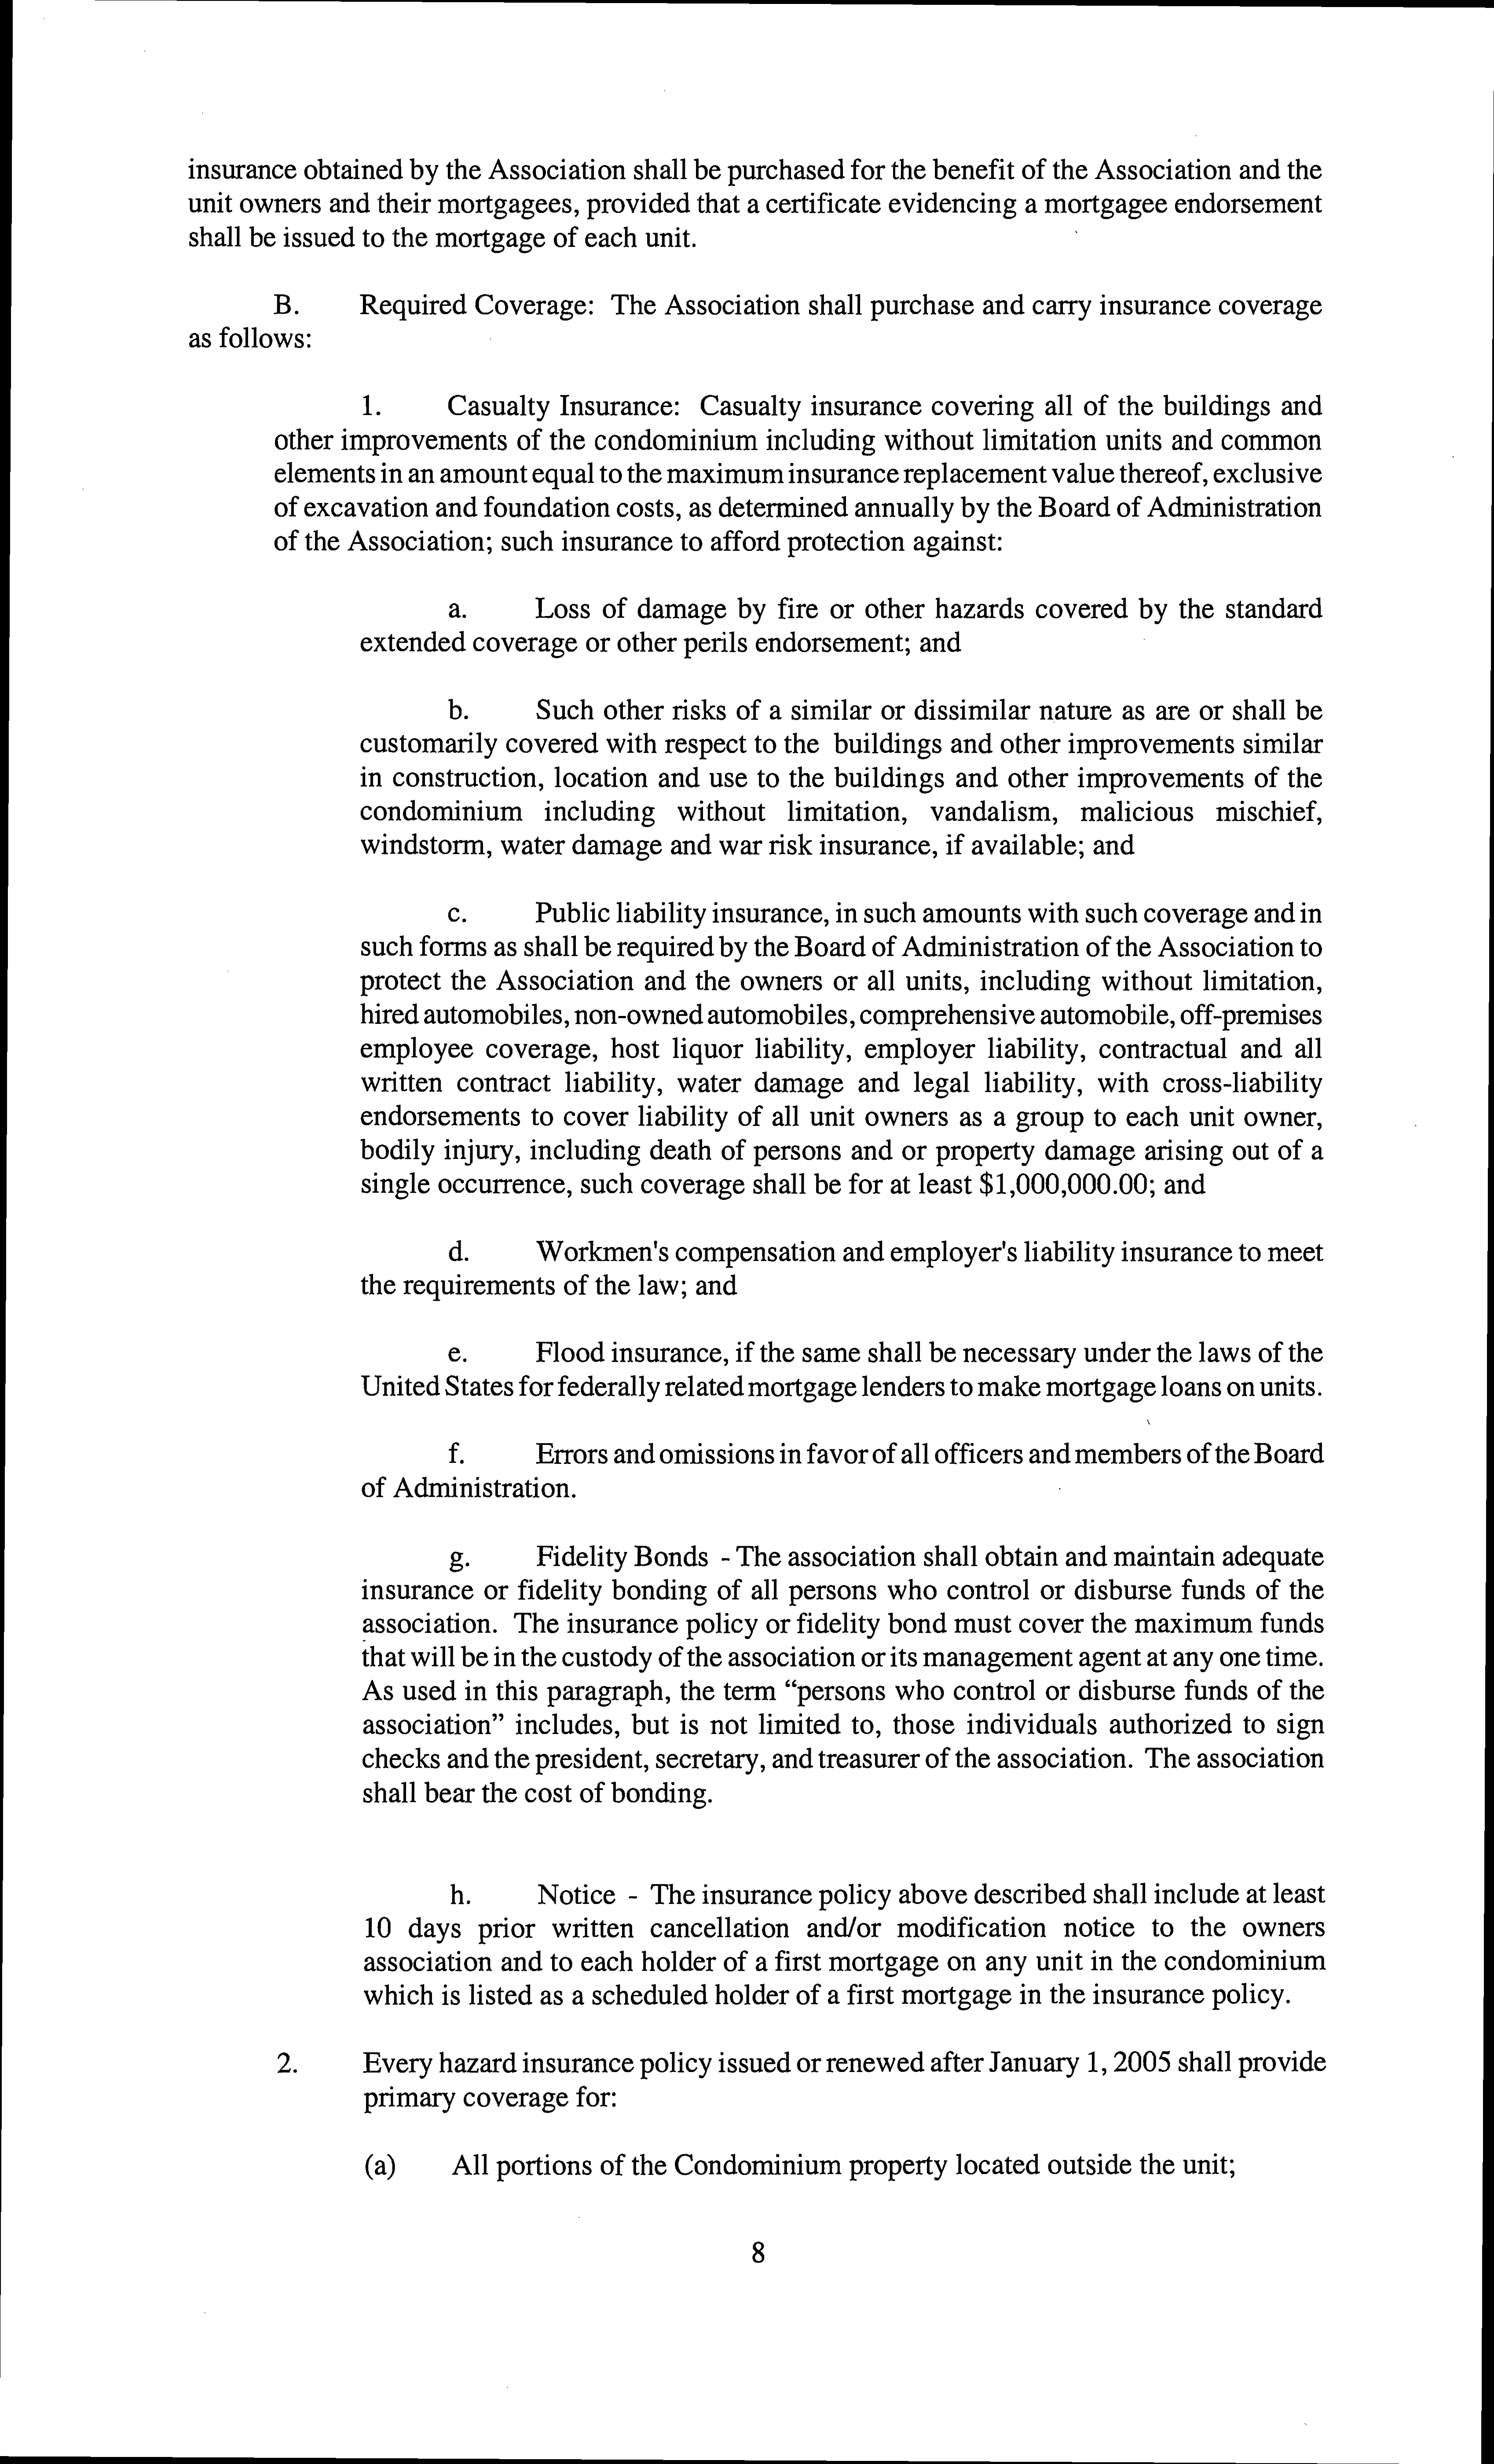 insurance obtained by the Association shall be purchased for the benefit of the Association and the
unit owners and their mortgagees, provided that a certificate evidencing a mortgagee endorsement
shall be issued to the mortgage of each unit.
B. Required Coverage: The Association shall purchase and carry insurance coverage
as follows:
1. Casualty Insurance: Casualty insurance covering all of the buildings and
other improvements of the condominium including without limitation units and common
elements in an amount equal to the maximum insurance replacement value thereof, exclusive
of excavation and foundation costs, as determined annually by the Board of Administration
of the Association; such insurance to afford protection against:
a. Loss of damage by fire or other hazards covered by the standard
extended coverage or other perils endorsement; and
b. Such other risks of a similar or dissimilar nature as are or shall be
customarily covered with respect to the buildings and other improvements similar
in construction, location and use to the buildings and other improvements of the
condominium including without limitation, vandalism, malicious mischief,
windstorm, water damage and war risk insurance, if available; and
c. Public liability insurance, in such amounts with such coverage and in
such forms as shall be required by the Board of Administration of the Association to
protect the Association and the owners or all units, including without limitation,
hired automobiles, non-owned automobiles, comprehensive automobile, off-premises
employee coverage, host liquor liability, employer liability, contractual and all
written contract liability, water damage and legal liability, with cross-liability
endorsements to cover liability of all unit owners as a group to each unit owner,
bodily injury, including death of persons and or property damage arising out of a
single occurrence, such coverage shall be for at least $1,000,000.00; and
d. Workmen's compensation and employer's liability insurance to meet
the requirements of the law; and
e. Flood insurance, if the same shall be necessary under the laws of the
United States for federally related mortgage lenders to make mortgage loans on units.
f. Errors and omissions in favor of all officers and members of the Board
of Administration.
g. Fidelity Bonds - The association shall obtain and maintain adequate
insurance or fidelity bonding of all persons who control or disburse funds of the
association. The insurance policy or fidelity bond must cover the maximum funds
that will be in the custody of the association or its management agent at any one time.
As used in this paragraph, the term “persons who control or disburse funds of the
association” includes, but is not limited to, those individuals authorized to sign
checks and the president, secretary, and treasurer of the association. The association
shall bear the cost of bonding.
h. Notice - The insurance policy above described shall include at least
10 days prior written cancellation and/or modification notice to the owners
association and to each holder of a first mortgage on any unit in the condominium
which is listed as a scheduled holder of a first mortgage in the insurance policy.
2. Every hazard insurance policy issued or renewed after January 1, 2005 shall provide
primary coverage for:
(a) All portions of the Condominium property located outside the unit;
8